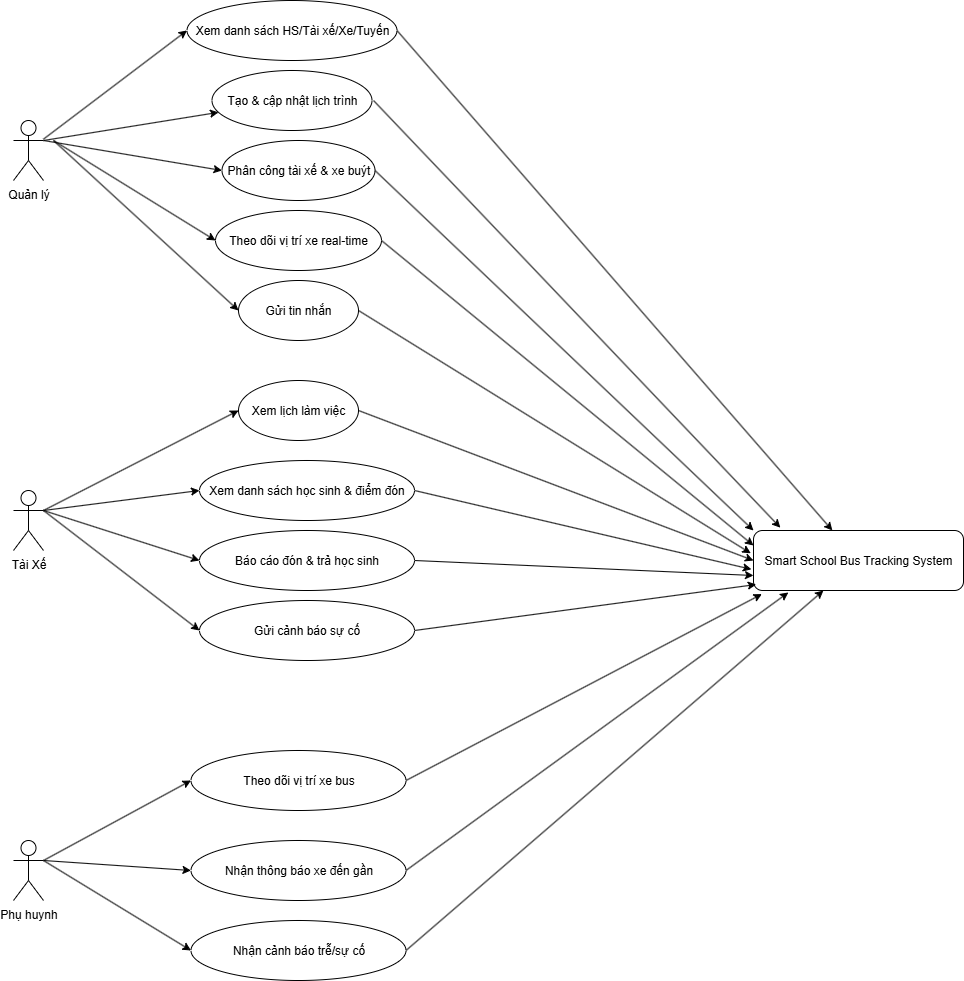 Xem danh sách HS/Tài xế/Xe/Tuyến
Tạo & cập nhật lịch trình
Phân công tài xế & xe buýt
Quản lý
Theo dõi vị trí xe real-time
Gửi tin nhắn
Xem lịch làm việc
Xem danh sách học sinh & điểm đón
Tài Xế
Báo cáo đón & trả học sinh
Smart School Bus Tracking System
Gửi cảnh báo sự cố
Theo dõi vị trí xe bus
Nhận thông báo xe đến gần
Phụ huynh
Nhận cảnh báo trễ/sự cố